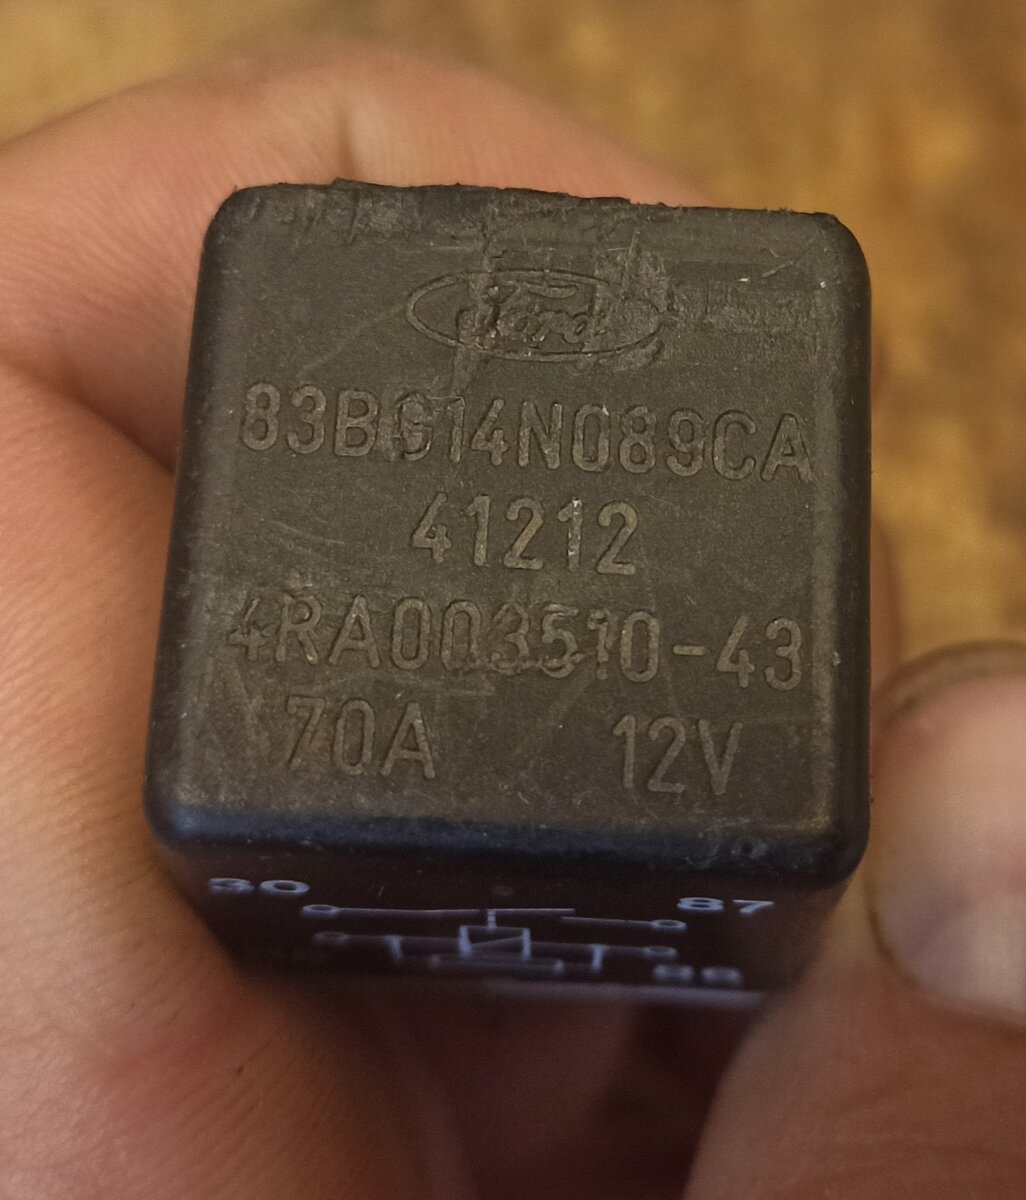 Ford
83BG14N089CA
41212
4RA003510-43
70A 12V
30 87